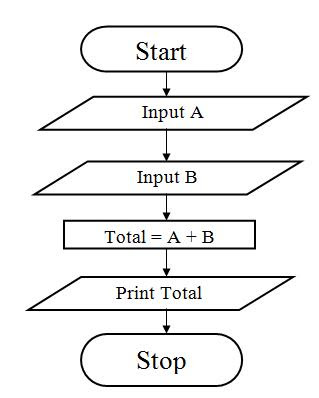 Start
Input A
Input B
Total = A + B
Print Total
Stop